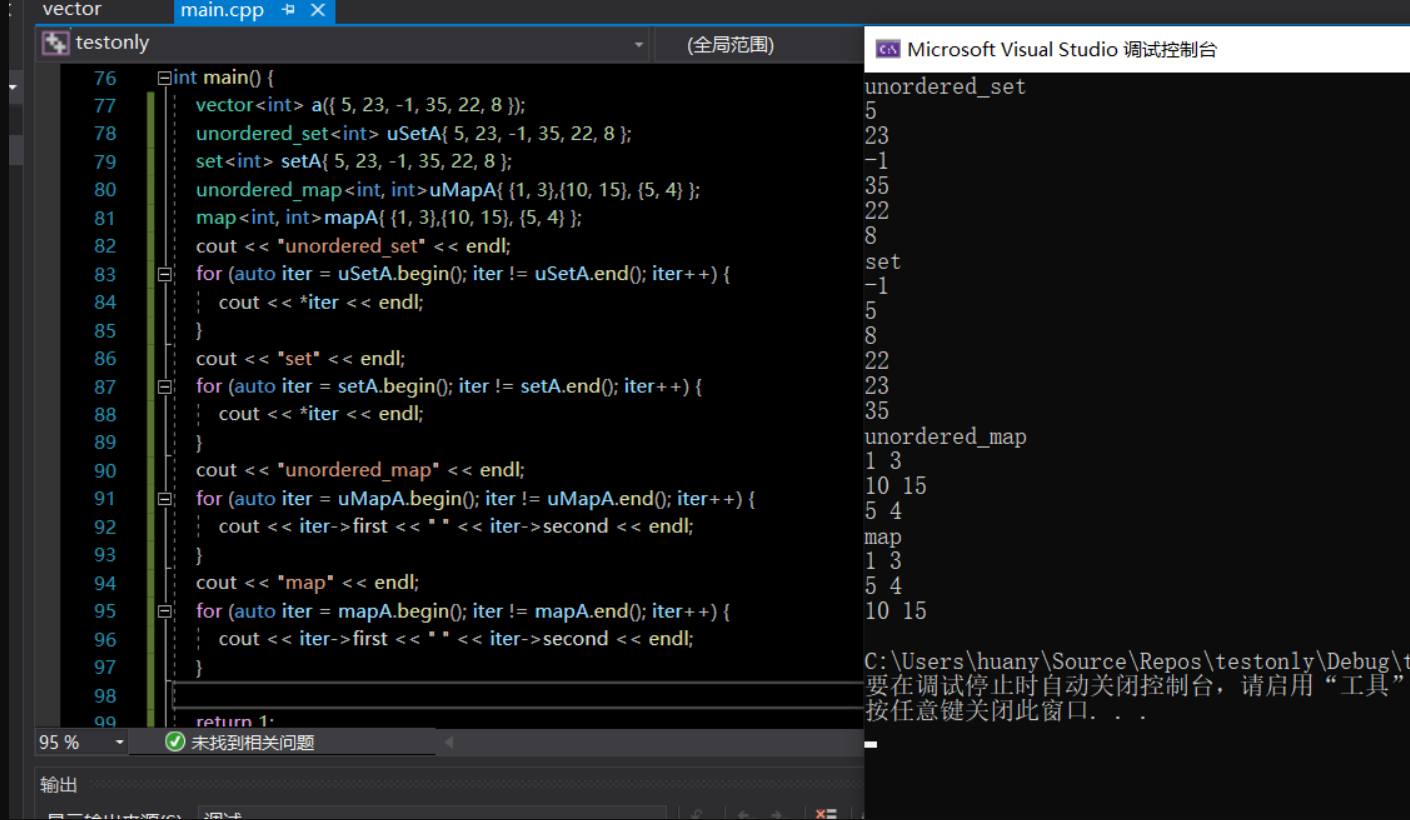 vector
main.cpp
testonly
(全局范围)
76 int main() {
77 vector<int> a({ 5, 23, -1, 35, 22, 8 });
78 unordered_set<int> uSetA{ 5, 23, -1, 35, 22, 8 };
79 set<int> setA{ 5, 23, -1, 35, 22, 8 };
80 unordered_map<int, int>uMapA{ {1, 3},{10, 15}, {5, 4} };
81 map<int, int>mapA{ {1, 3},{10, 15}, {5, 4} };
82 cout << "unordered_set" << endl;
83 for (auto iter = uSetA.begin(); iter != uSetA.end(); iter++) {
84 cout << *iter << endl;
85 }
86 cout << "set" << endl;
87 for (auto iter = setA.begin(); iter != setA.end(); iter++) {
88 cout << *iter << endl;
89 }
90 cout << "unordered_map" << endl;
91 for (auto iter = uMapA.begin(); iter != uMapA.end(); iter++) {
92 cout << iter->first << " " << iter->second << endl;
93 }
94 cout << "map" << endl;
95 for (auto iter = mapA.begin(); iter != mapA.end(); iter++) {
96 cout << iter->first << " " << iter->second << endl;
97 }
98
99 return 1;
95 %
未找到相关问题
输出
显示输出来源(S)
调试
Microsoft Visual Studio 调试控制台
unordered_set
5
23
-1
35
22
8
set
-1
5
8
22
23
35
unordered_map
1 3
10 15
5 4
map
1 3
5 4
10 15
C:\Users\huany\Source\Repos\testonly\Debug\t
要在调试停止时自动关闭控制台，请启用“工具”
按任意键关闭此窗口. . .